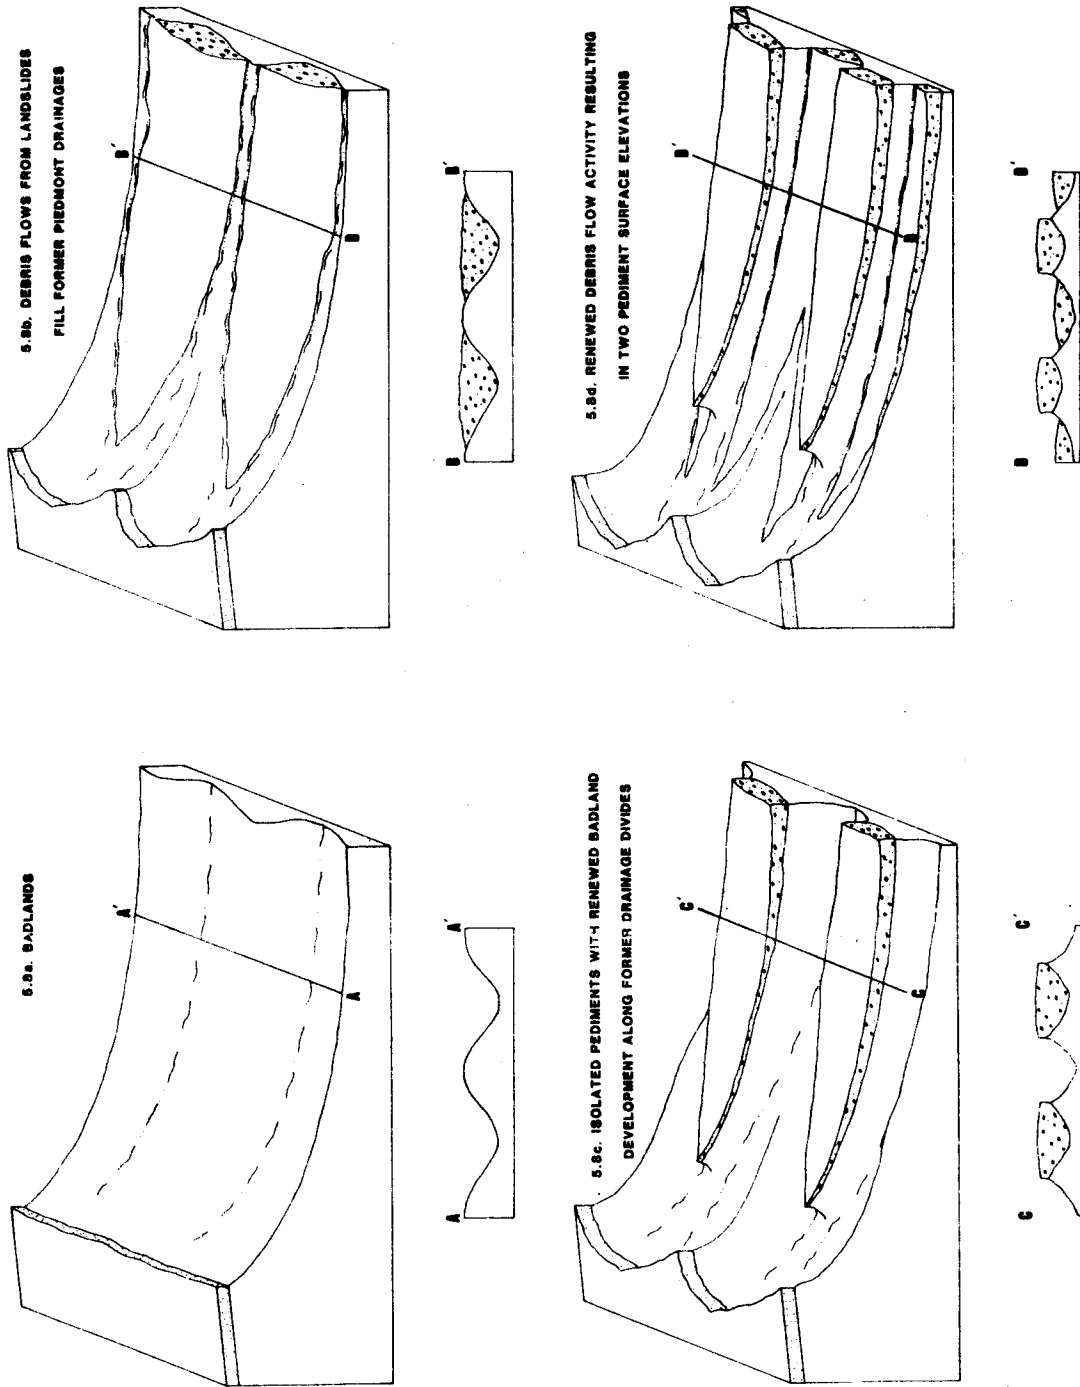 5.8a. BADLANDS
A
A'
A
A'
5.8b. DEBRIS FLOWS FROM LANDSLIDES
FILL FORMER PIEDMONT DRAINAGES
B
B'
B
B'
5.8c. ISOLATED PEDIMENTS WITH RENEWED BADLAND
DEVELOPMENT ALONG FORMER DRAINAGE DIVIDES
C
C'
C
C'
5.8d. RENEWED DEBRIS FLOW ACTIVITY RESULTING
IN TWO PEDIMENT SURFACE ELEVATIONS
B'
B
B'